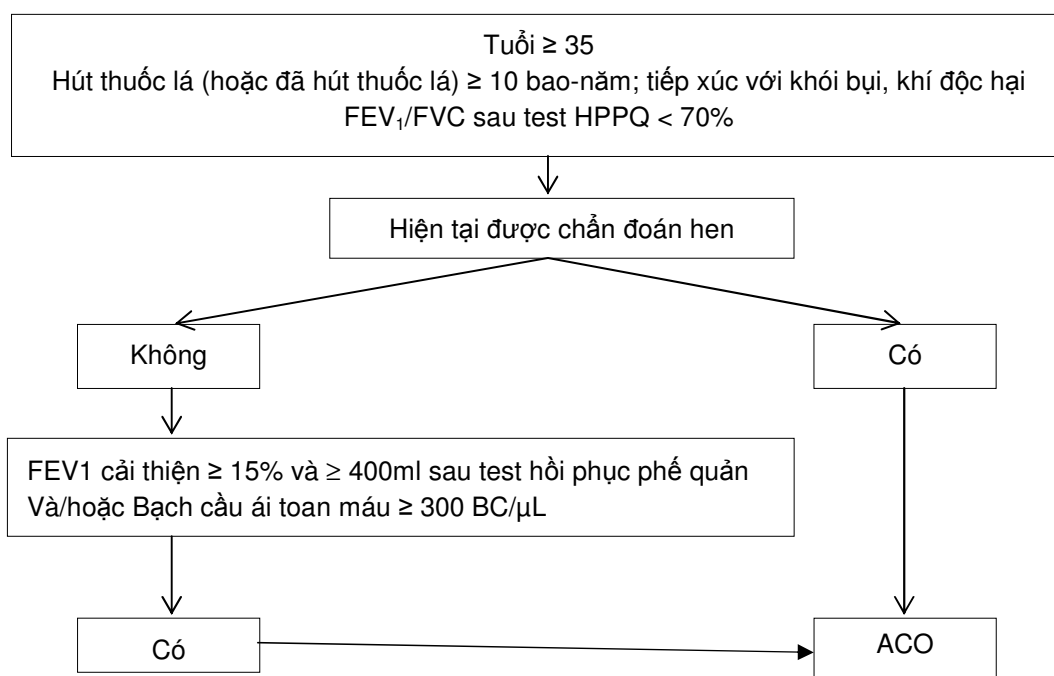 Tuổi ≥ 35
Hút thuốc lá (hoặc đã hút thuốc lá) ≥ 10 bao-năm; tiếp xúc với khói bụi, khí độc hại
FEV₁/FVC sau test HPPQ < 70%
Hiện tại được chẩn đoán hen
Không
Có
FEV1 cải thiện ≥ 15% và ≥ 400ml sau test hồi phục phế quản
Và/hoặc Bạch cầu ái toan máu ≥ 300 BC/µL
Có
ACO